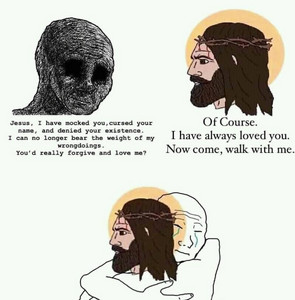 Jesus, I have mocked you,cursed your
name, and denied your existence.
I can no longer bear the weight of my
wrongdoings.
You'd really forgive and love me?
Of Course.
I have always loved you.
Now come, walk with me.